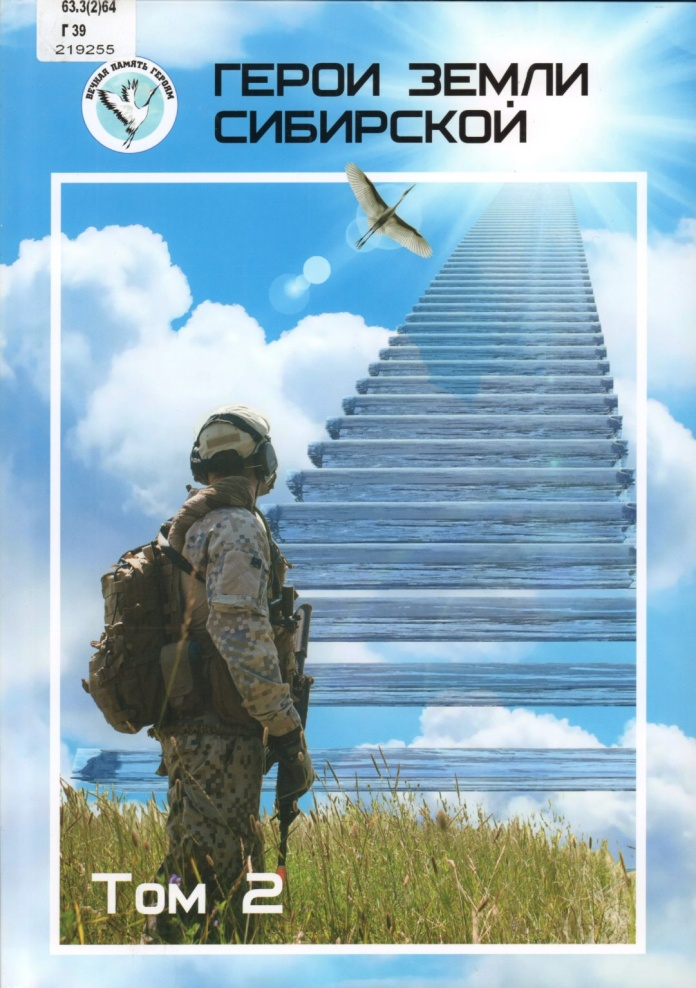 63.3(2)64
Г 39
219255
ВЕЧНАЯ ПАМЯТЬ ГЕРОЯМ
ГЕРОИ ЗЕМЛИ
СИБИРСКОЙ
Том 2